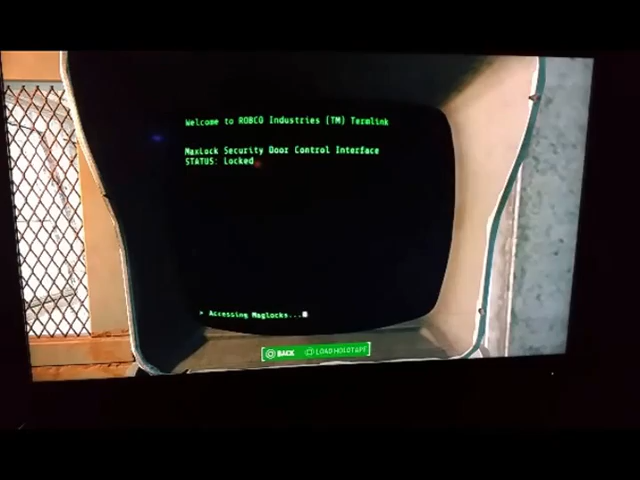 Welcome to ROBCO Industries (TM) Termlink
MaxLock Security Door Control Interface
STATUS: Locked
> Accessing Maglocks...
BACK LOAD HOLOTAPE